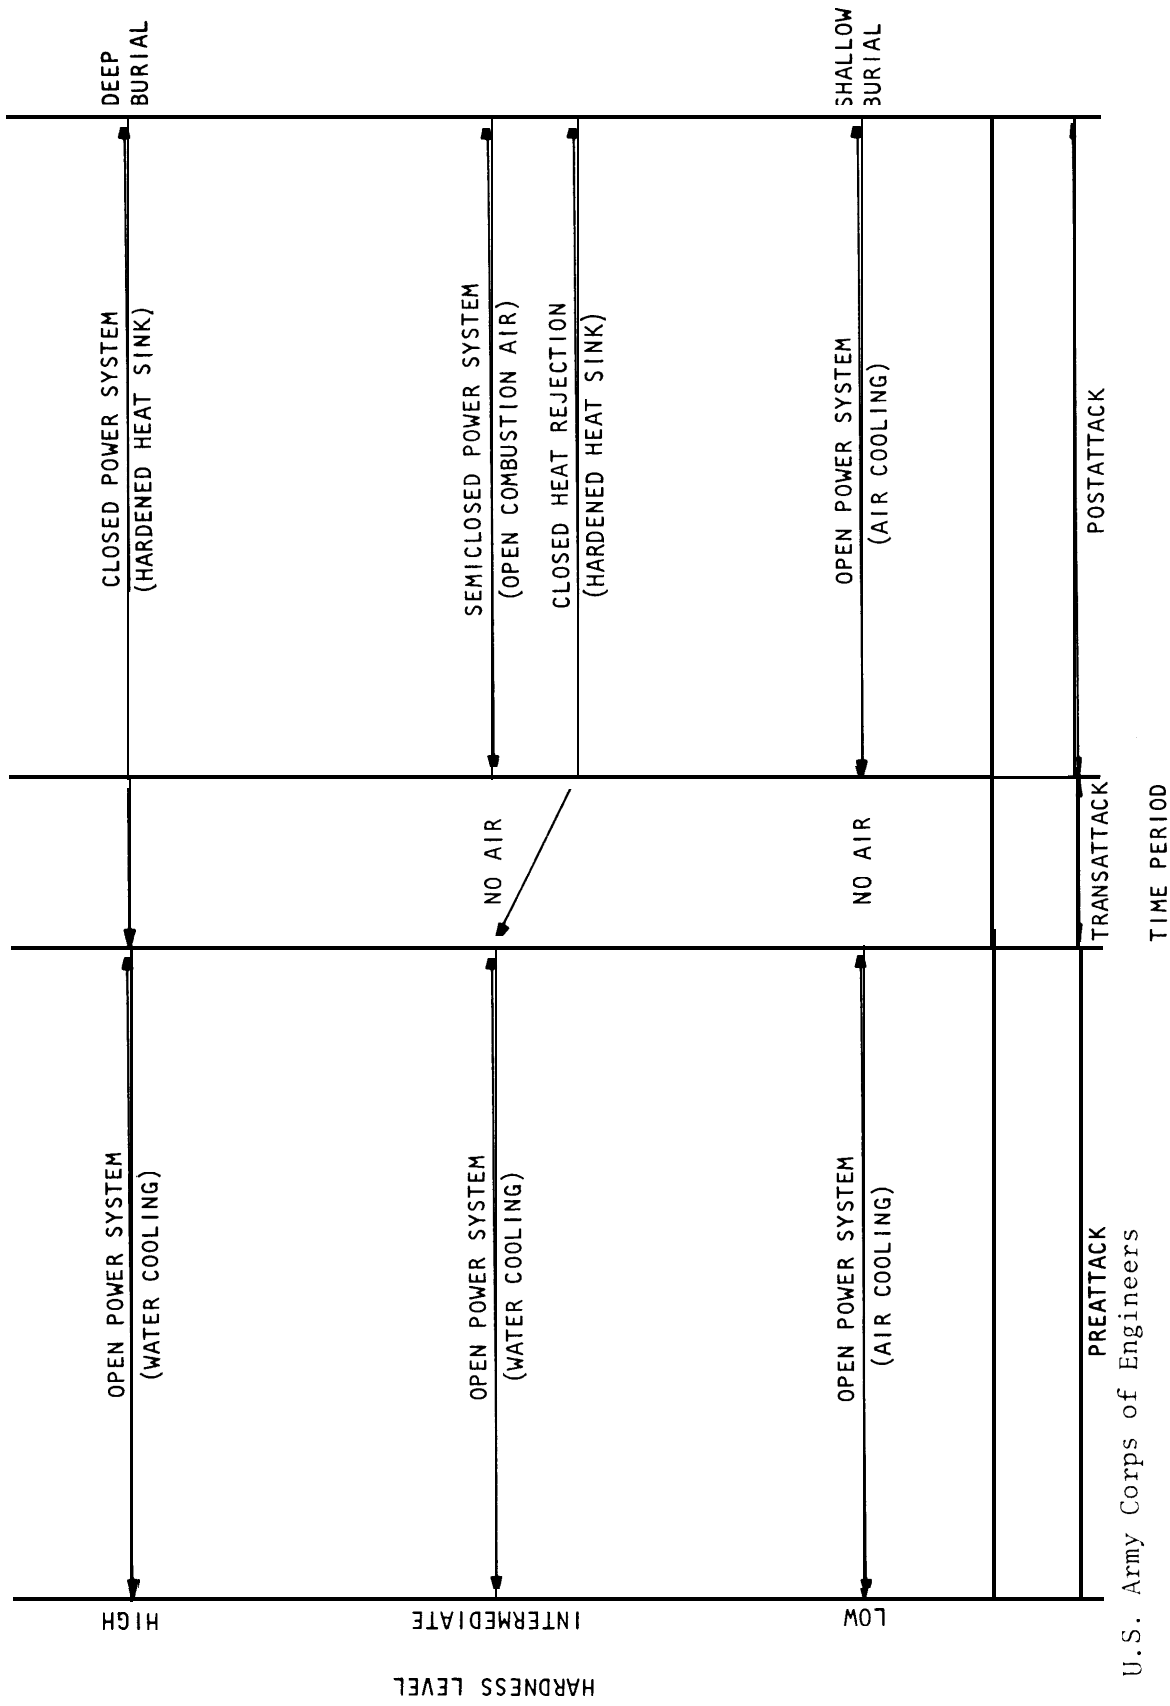 HARDNESS LEVEL
HIGH
OPEN POWER SYSTEM
(WATER COOLING)
CLOSED POWER SYSTEM
(HARDENED HEAT SINK)
DEEP
BURIAL
INTERMEDIATE
OPEN POWER SYSTEM
(WATER COOLING)
NO AIR
SEMICLOSED POWER SYSTEM
(OPEN COMBUSTION AIR)
CLOSED HEAT REJECTION
(HARDENED HEAT SINK)
LOW
OPEN POWER SYSTEM
(AIR COOLING)
NO AIR
OPEN POWER SYSTEM
(AIR COOLING)
SHALLOW
BURIAL
PREATTACK
TRANSATTACK
POSTATTACK
TIME PERIOD
U.S. Army Corps of Engineers